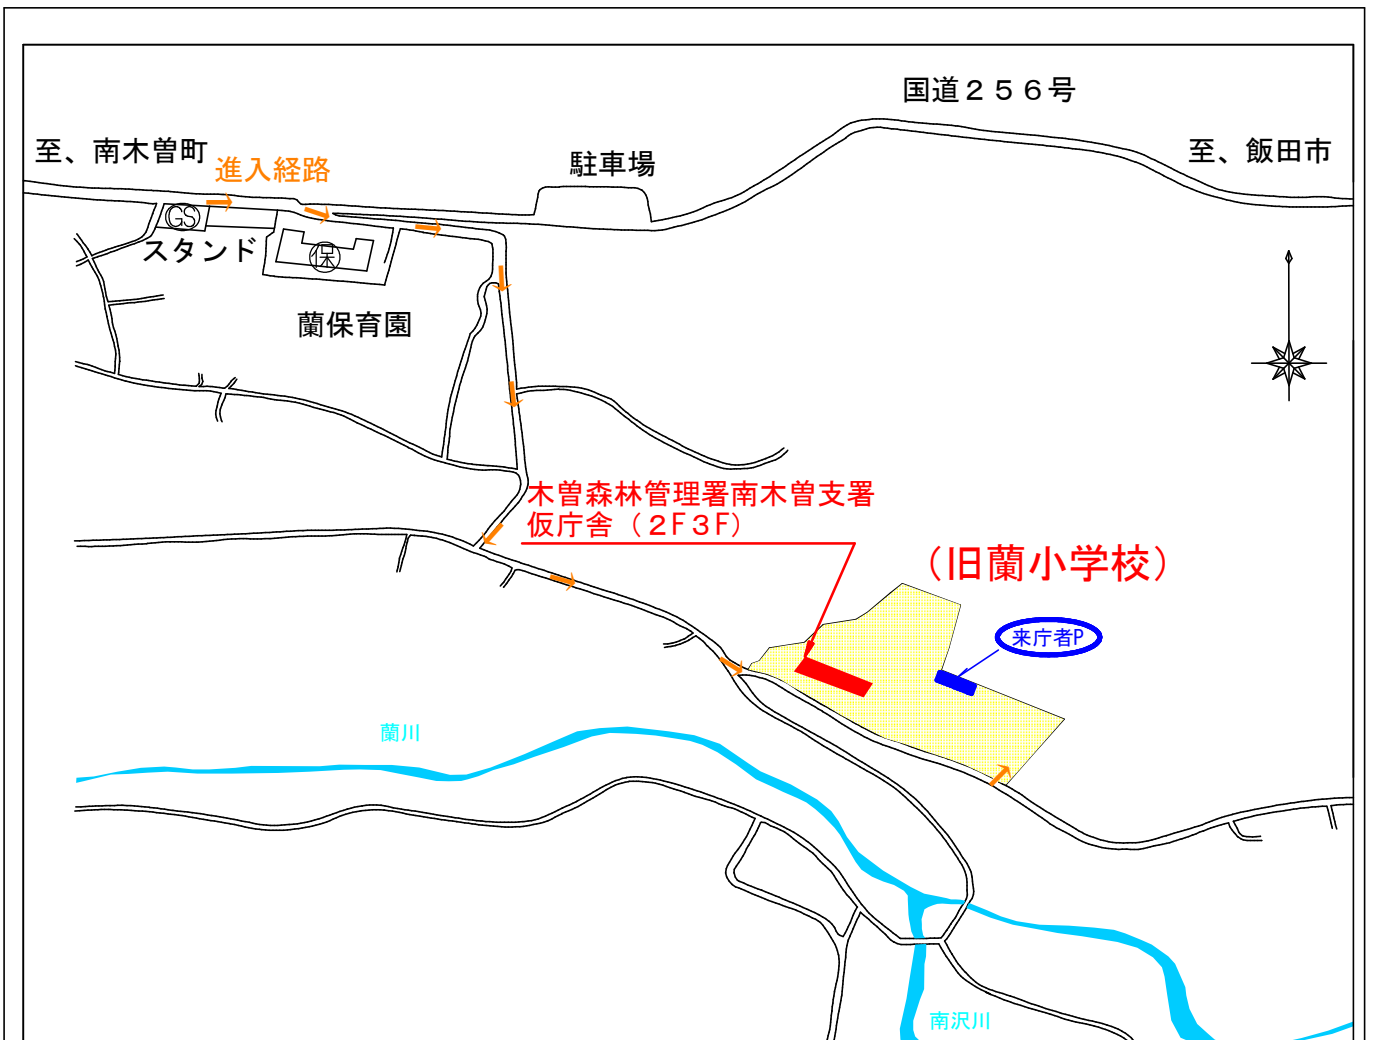 国道２５６号
至、南木曽町
進入経路
駐車場
至、飯田市
GS
スタンド
保
蘭保育園
木曽森林管理署南木曽支署
仮庁舎（２F３F）
（旧蘭小学校）
来庁者P
蘭川
南沢川